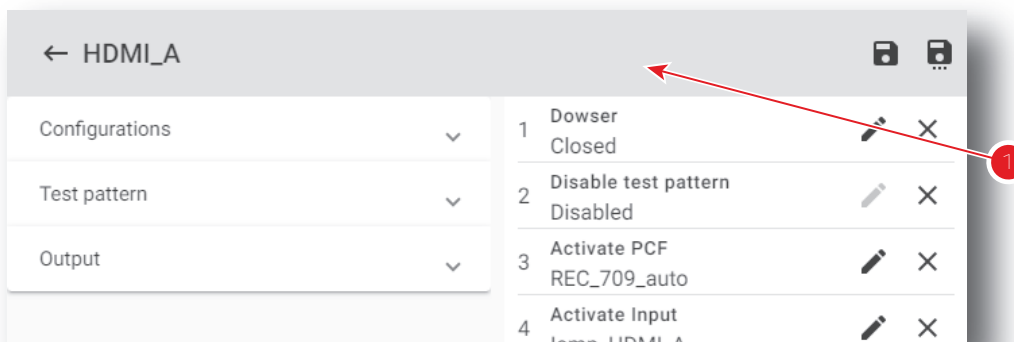 ← HDMI_A
Configurations
Test pattern
Output
1 Dowser
Closed
2 Disable test pattern
Disabled
3 Activate PCF
REC_709_auto
4 Activate Input
1